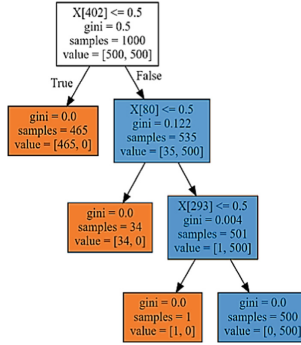 X[402] <= 0.5
gini = 0.5
samples = 1000
value = [500, 500]
True
False
gini = 0.0
samples = 465
value = [465, 0]
X[80] <= 0.5
gini = 0.122
samples = 535
value = [35, 500]
gini = 0.0
samples = 34
value = [34, 0]
X[293] <= 0.5
gini = 0.004
samples = 501
value = [1, 500]
gini = 0.0
samples = 1
value = [1, 0]
gini = 0.0
samples = 500
value = [0, 500]